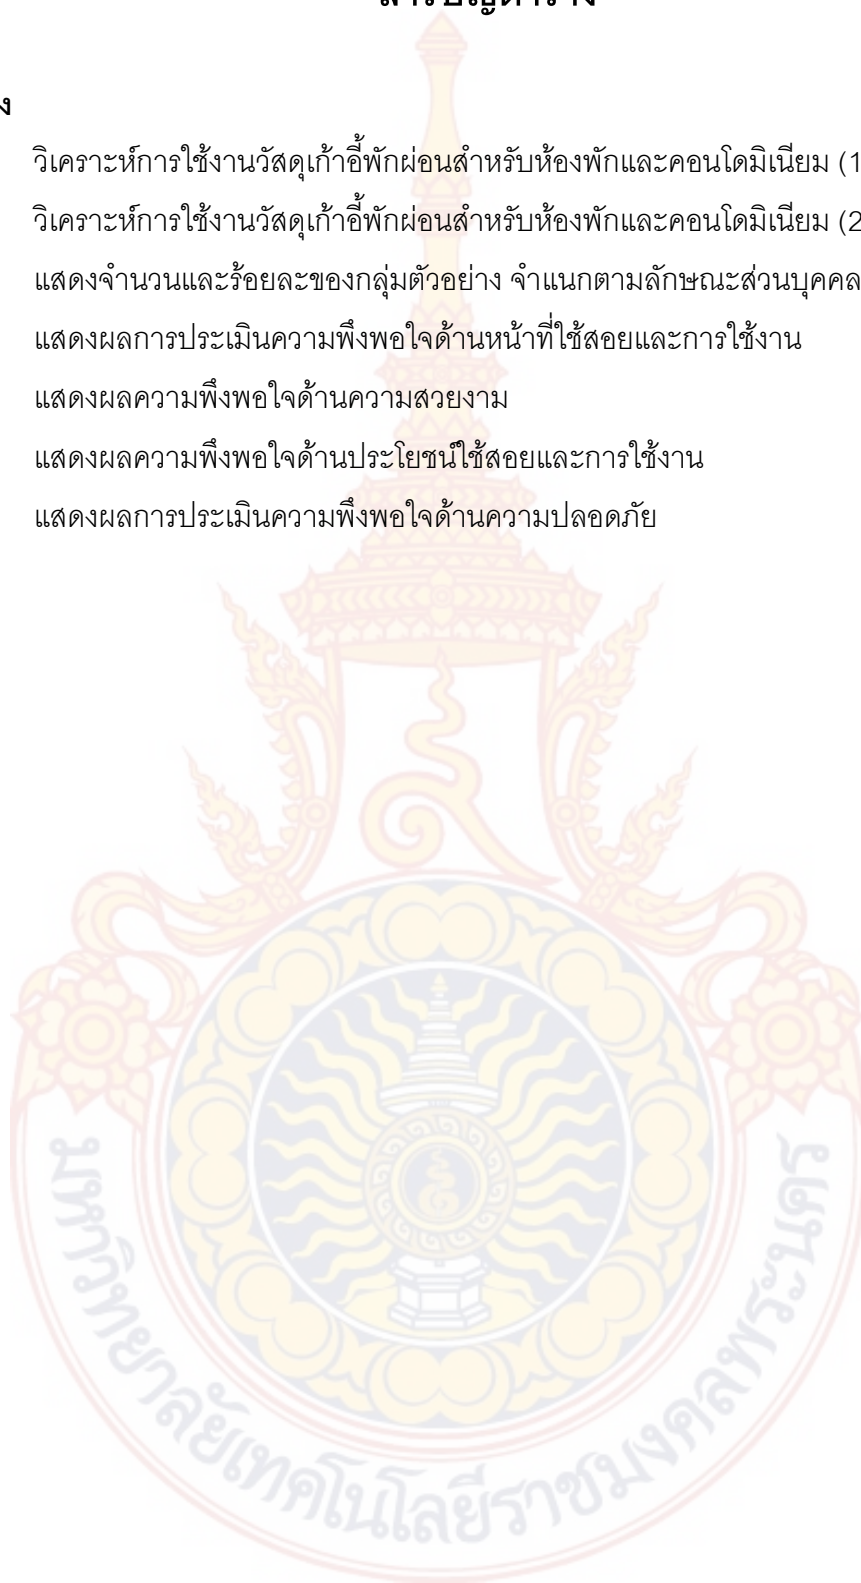 สารบัญตาราง
ง
วิเคราะห์การใช้งานวัสดุเก้าอี้พักผ่อนสำหรับห้องพักและคอนโดมิเนียม (1
วิเคราะห์การใช้งานวัสดุเก้าอี้พักผ่อนสำหรับห้องพักและคอนโดมิเนียม (2
แสดงจำนวนและร้อยละของกลุ่มตัวอย่าง จำแนกตามลักษณะส่วนบุคคล
แสดงผลการประเมินความพึงพอใจด้านหน้าที่ใช้สอยและการใช้งาน
แสดงผลความพึงพอใจด้านความสวยงาม
แสดงผลความพึงพอใจด้านประโยชน์ใช้สอยและการใช้งาน
แสดงผลการประเมินความพึงพอใจด้านความปลอดภัย
มหาวิทยาลัยเทคโนโลยีราชมงคลพระนคร